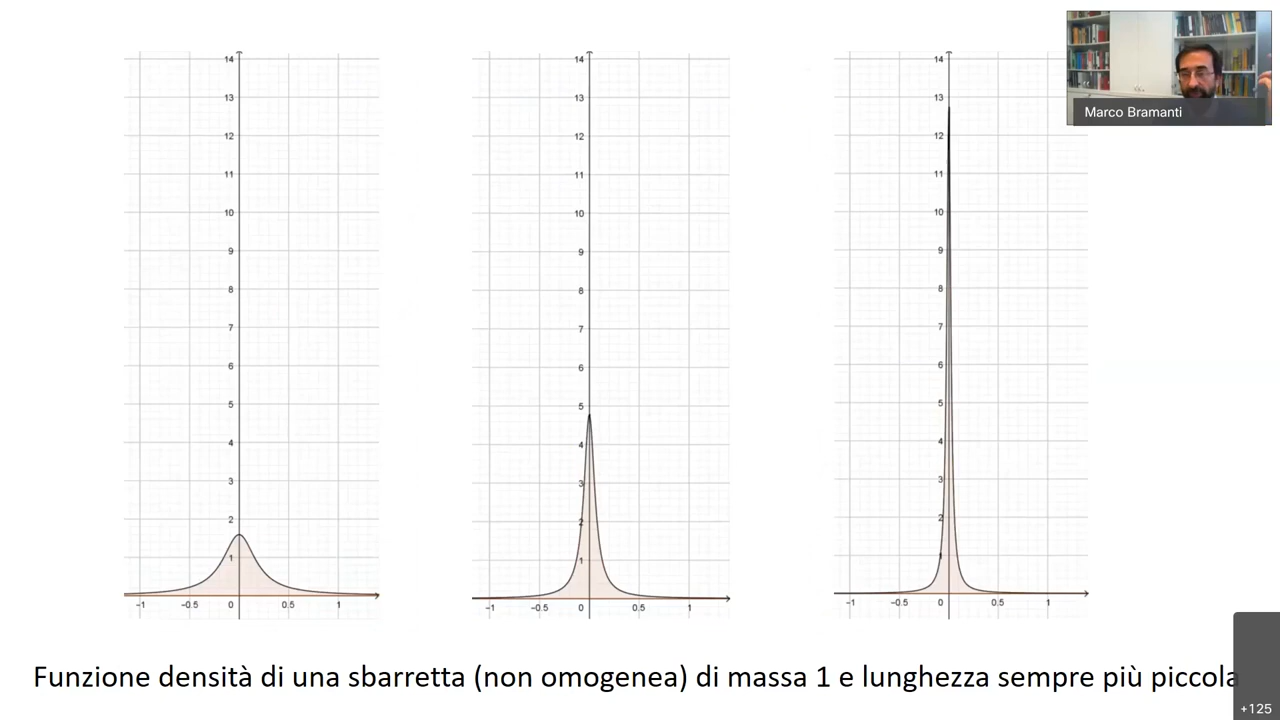 14 13 12 11 10 9 8 7 6 5 4 3 2 1
−1 −0.5 0 0.5 1
14 13 12 11 10 9 8 7 6 5 4 3 2 1
−1 −0.5 0 0.5 1
14 13 12 11 10 9 8 7 6 5 4 3 2 1
−1 −0.5 0 0.5 1
Marco Bramanti
Funzione densità di una sbarretta (non omogenea) di massa 1 e lunghezza sempre più piccola
+125